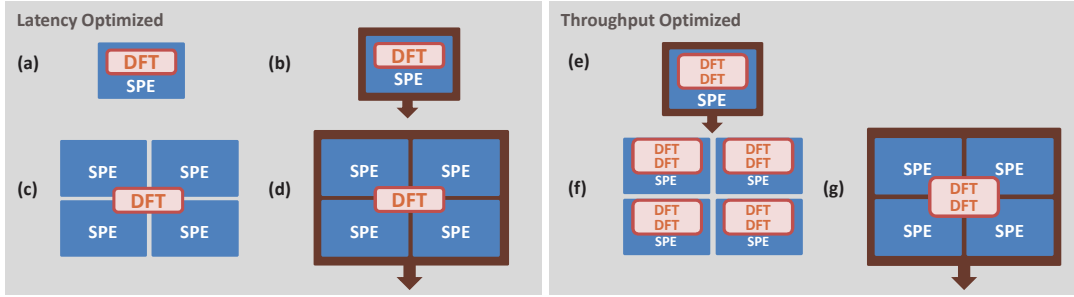 Latency Optimized
(a)
DFT
SPE
(b)
DFT
SPE
(c)
SPE SPE
DFT
SPE SPE
(d)
SPE SPE
DFT
SPE SPE
Throughput Optimized
(e)
DFT
DFT
SPE
(f)
DFT
DFT
SPE
DFT
DFT
SPE
DFT
DFT
SPE
DFT
DFT
SPE
(g)
SPE SPE
DFT
DFT
SPE SPE